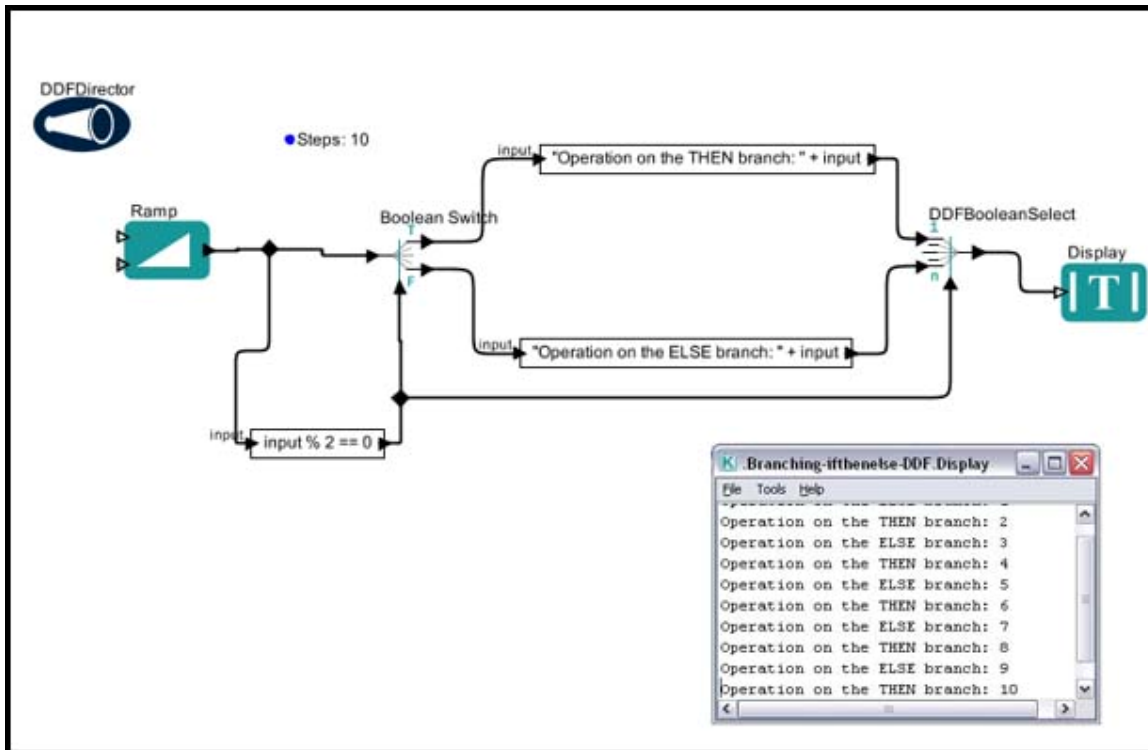 DDFDirector
Steps: 10
input
"Operation on the THEN branch: " + input
Ramp
Boolean Switch
T
F
DDFBooleanSelect
1
n
Display
T
input
"Operation on the ELSE branch: " + input
input
input % 2 == 0
K .Branching-ifthenelse-DDF.Display
File Tools Help
Operation on the THEN branch: 2
Operation on the ELSE branch: 3
Operation on the THEN branch: 4
Operation on the ELSE branch: 5
Operation on the THEN branch: 6
Operation on the ELSE branch: 7
Operation on the THEN branch: 8
Operation on the ELSE branch: 9
Operation on the THEN branch: 10